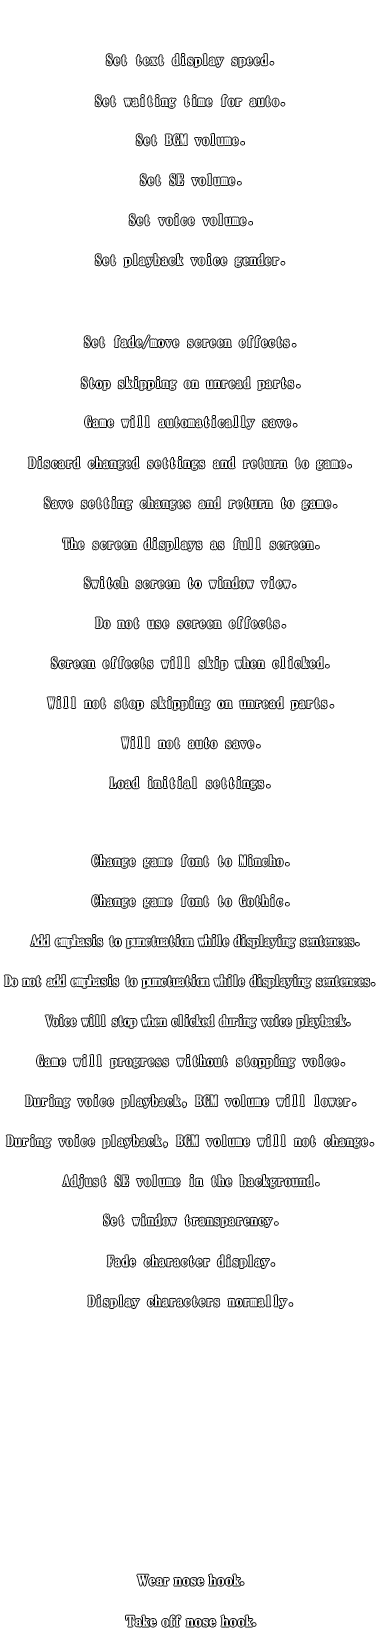 Set text display speed.
Set waiting time for auto.
Set BGM volume.
Set SE volume.
Set voice volume.
Set playback voice gender.
Set fade/move screen effects.
Stop skipping on unread parts.
Game will automatically save.
Discard changed settings and return to game.
Save setting changes and return to game.
The screen displays as full screen.
Switch screen to window view.
Do not use screen effects.
Screen effects will skip when clicked.
Will not stop skipping on unread parts.
Will not auto save.
Load initial settings.
Change game font to Mincho.
Change game font to Gothic.
Add emphasis to punctuation while displaying sentences.
Do not add emphasis to punctuation while displaying sentences.
Voice will stop when clicked during voice playback.
Game will progress without stopping voice.
During voice playback, BGM volume will lower.
During voice playback, BGM volume will not change.
Adjust SE volume in the background.
Set window transparency.
Fade character display.
Display characters normally.
Wear nose hook.
Take off nose hook.